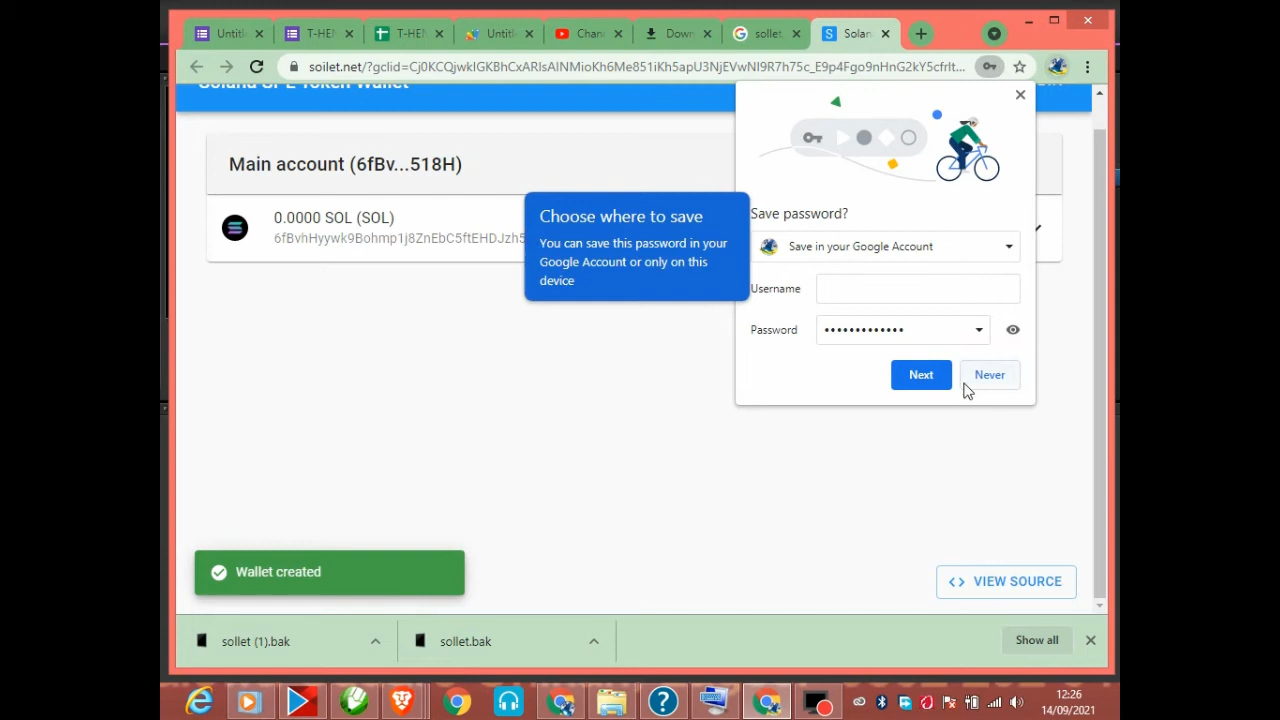 Untitl
T-HEN
T-HEN
Untitl
Chan
Down
sollet
Solan
soilet.net/?gclid=Cj0KCQjwkIGKBhCxARIsAINMioKh6Me851iKh5apU3NjEVwNI9R7h75c_E9p4Fgo9nHnG2kY5cfrlt...
Solana SPL Token Wallet
Main account (6fBv...518H)
0.0000 SOL (SOL)
6fBvhHyywk9Bohmp1j8ZnEbC5ftEHDJzh5
Choose where to save
You can save this password in your
Google Account or only on this
device
Save password?
Save in your Google Account
Username
Password •••••••••••••
Next
Never
Wallet created
VIEW SOURCE
sollet (1).bak
sollet.bak
Show all
12:26
14/09/2021